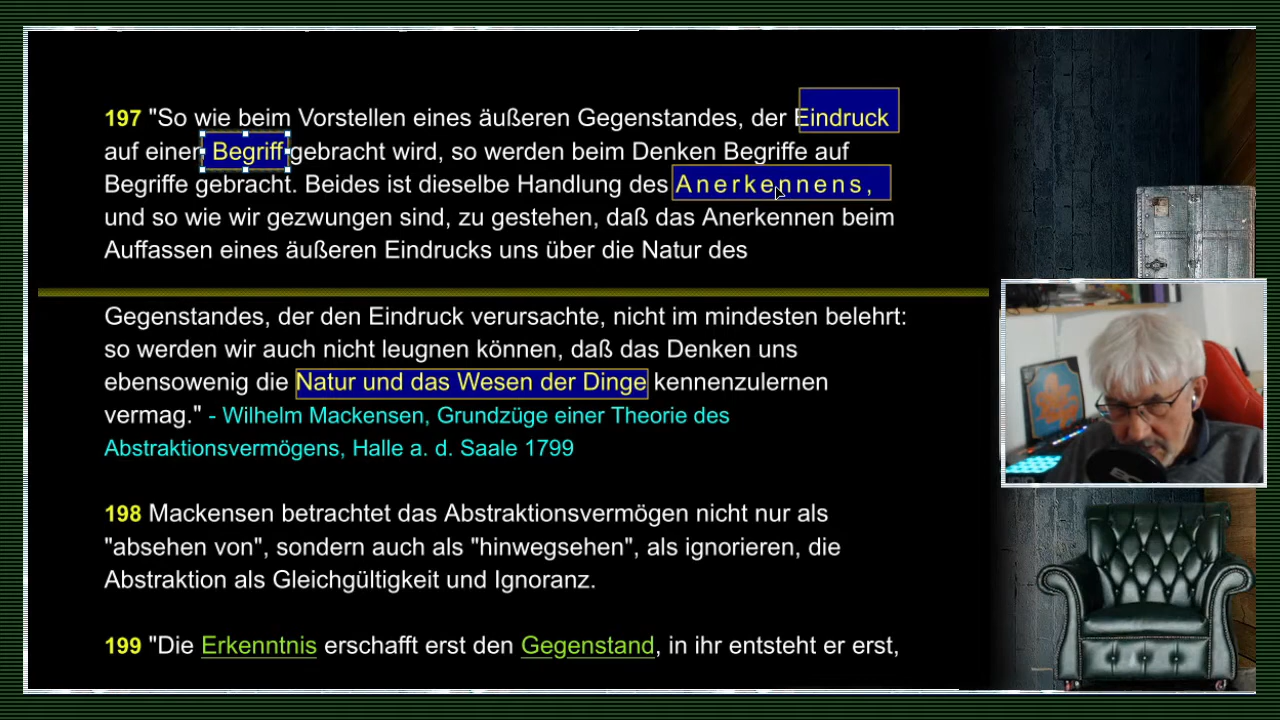 197 "So wie beim Vorstellen eines äußeren Gegenstandes, der Eindruck
auf einen Begriff gebracht wird, so werden beim Denken Begriffe auf
Begriffe gebracht. Beides ist dieselbe Handlung des Anerkennens,
und so wie wir gezwungen sind, zu gestehen, daß das Anerkennen beim
Auffassen eines äußeren Eindrucks uns über die Natur des
Gegenstandes, der den Eindruck verursachte, nicht im mindesten belehrt:
so werden wir auch nicht leugnen können, daß das Denken uns
ebensowenig die Natur und das Wesen der Dinge kennenzulernen
vermag." - Wilhelm Mackensen, Grundzüge einer Theorie des
Abstraktionsvermögens, Halle a. d. Saale 1799
198 Mackensen betrachtet das Abstraktionsvermögen nicht nur als
"absehen von", sondern auch als "hinwegsehen", als ignorieren, die
Abstraktion als Gleichgültigkeit und Ignoranz.
199 "Die Erkenntnis erschafft erst den Gegenstand, in ihr entsteht er erst,